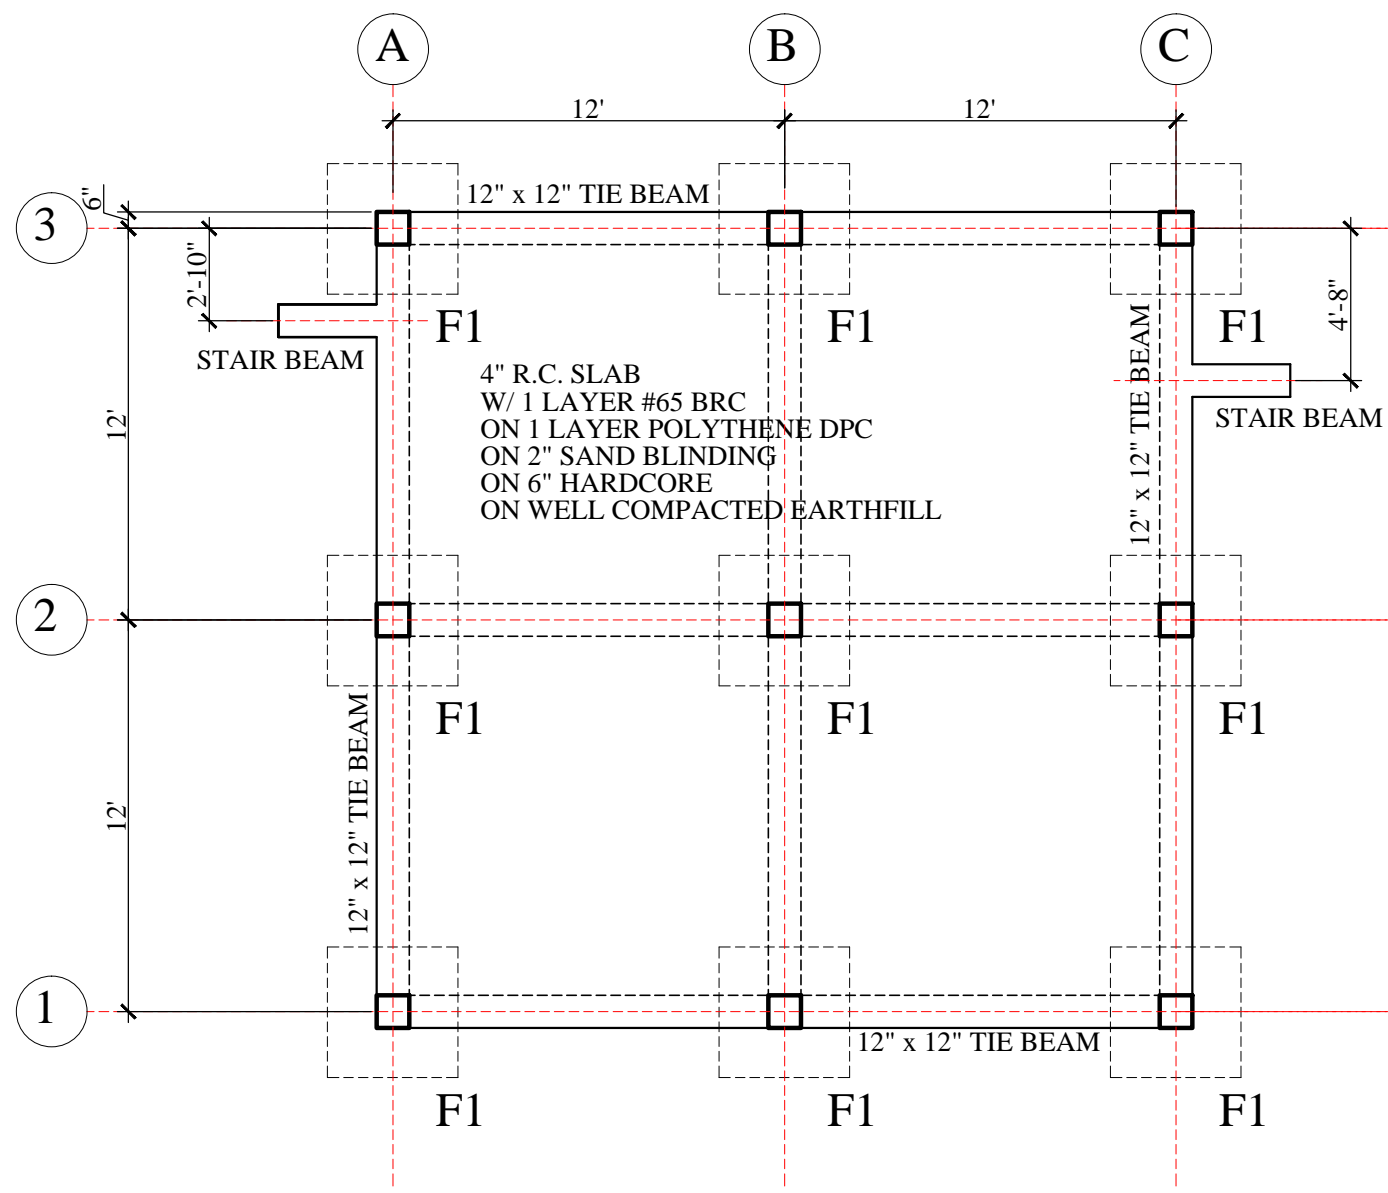 A
B
C
12'
12'
6"
12" x 12" TIE BEAM
3
2'-10"
4'-8"
F1
F1
F1
STAIR BEAM
12" x 12" TIE BEAM
STAIR BEAM
4" R.C. SLAB
W/ 1 LAYER #65 BRC
ON 1 LAYER POLYTHENE DPC
ON 2" SAND BLINDING
ON 6" HARDCORE
ON WELL COMPACTED EARTHFILL
12'
2
F1
F1
F1
12" x 12" TIE BEAM
12'
1
12" x 12" TIE BEAM
F1
F1
F1